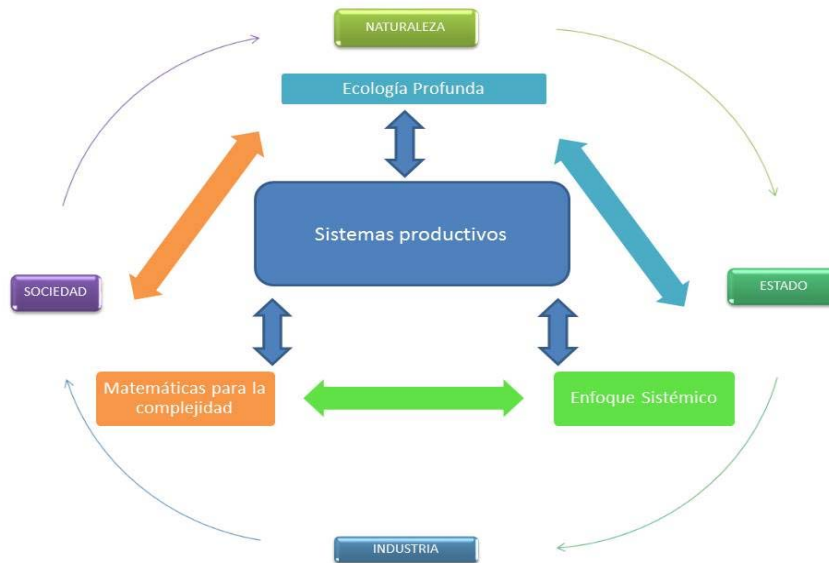 NATURALEZA
Ecología Profunda
Sistemas productivos
SOCIEDAD
ESTADO
Matemáticas para la
complejidad
Enfoque Sistémico
INDUSTRIA